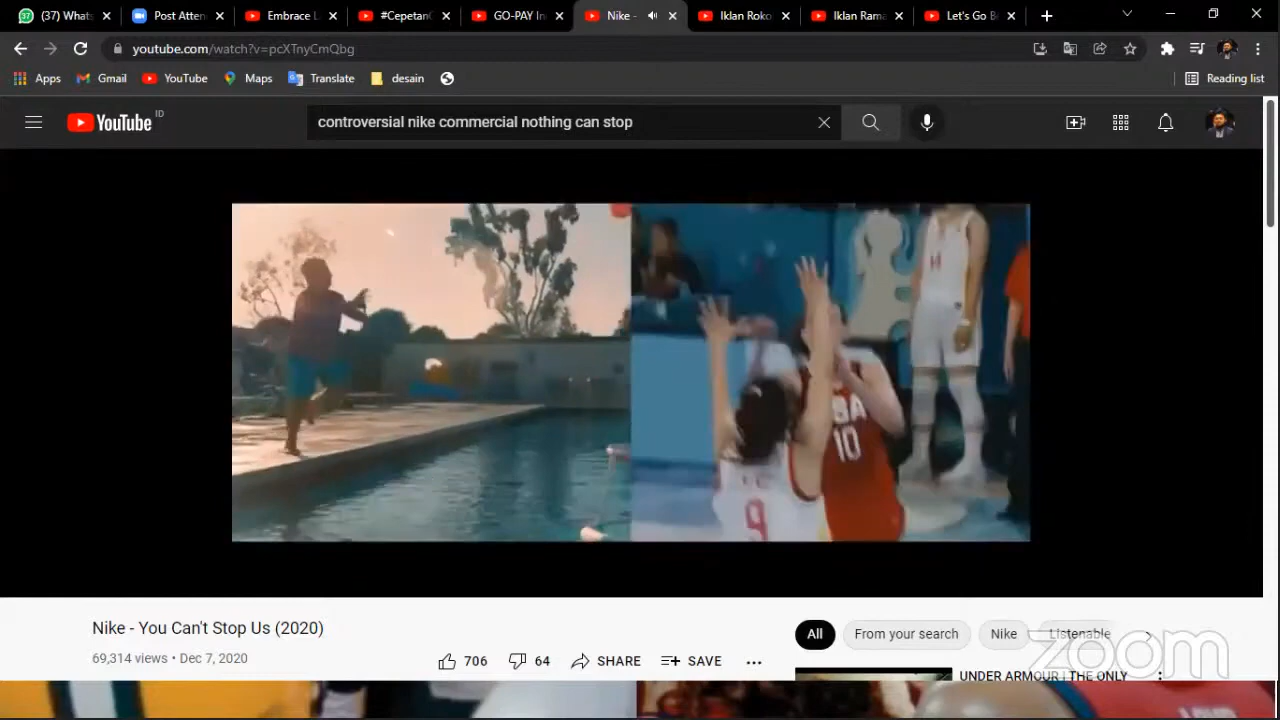 (37) Whats
Post Atten
Embrace L
#Cepetan
GO-PAY In
Nike -
Iklan Roko
Iklan Rama
Let's Go B
youtube.com/watch?v=pcXTnyCmQbg
Apps
Gmail
YouTube
Maps
Translate
desain
Reading list
YouTube ID
controversial nike commercial nothing can stop
10
9
Nike - You Can't Stop Us (2020)
69,314 views • Dec 7, 2020
706
64
SHARE
SAVE
All
From your search
Nike
Listenable
zoom
UNDER ARMOUR | THE ONLY